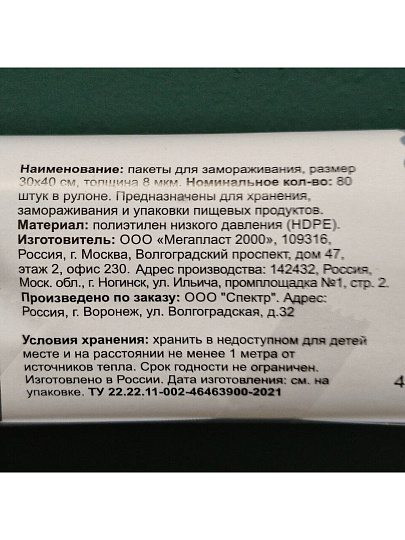 Наименование: пакеты для замораживания, размер
30х40 см, толщина 8 мкм. Номинальное кол-во: 80
штук в рулоне. Предназначены для хранения,
замораживания и упаковки пищевых продуктов.
Материал: полиэтилен низкого давления (HDPE).
Изготовитель: ООО «Мегапласт 2000», 109316,
Россия, г. Москва, Волгоградский проспект, дом 47,
этаж 2, офис 230. Адрес производства: 142432, Россия,
Моск. обл., г. Ногинск, ул. Ильича, промплощадка №1, стр. 2.
Произведено по заказу: ООО "Спектр". Адрес:
Россия, г. Воронеж, ул. Волгоградская, д.32
Условия хранения: хранить в недоступном для детей
месте и на расстоянии не менее 1 метра от
источников тепла. Срок годности не ограничен.
Изготовлено в России. Дата изготовления: см. на
упаковке. ТУ 22.22.11-002-46463900-2021
4